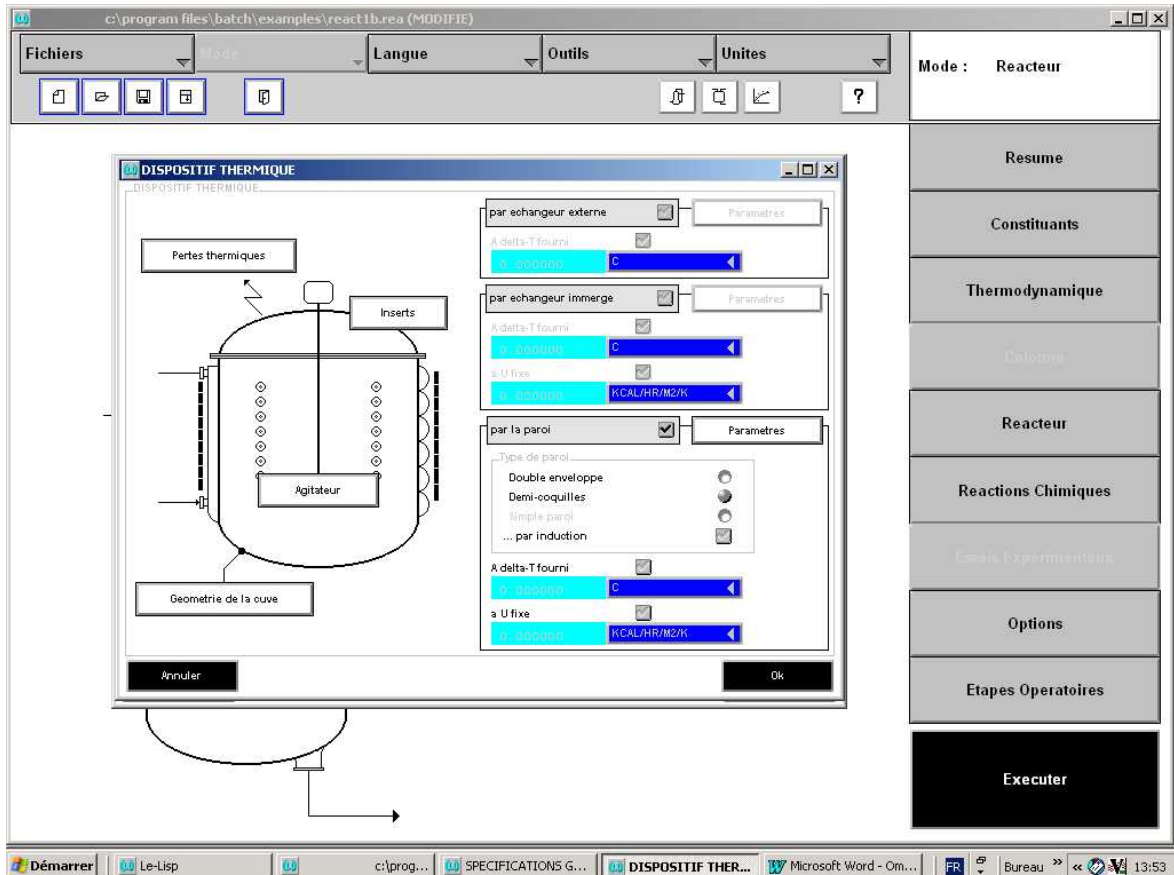 c:\program files\batch\examples\react1b.rea (MODIFIE)
Fichiers
Mode
Langue
Outils
Unites
?
Mode : Reacteur
Resume
Constituants
Thermodynamique
Colonne
Reacteur
Reactions Chimiques
Essais Experimentaux
Options
Etapes Operatoires
Executer
DISPOSITIF THERMIQUE
DISPOSITIF THERMIQUE
Pertes thermiques
Inserts
Agitateur
Geometrie de la cuve
par echangeur externe
Parametres
A delta-T fourni
0.000000 C
par echangeur immerge
Parametres
A delta-T fourni
0.000000 C
a U fixe
0.000000 KCAL/HR/M2/K
par la paroi
Parametres
Type de paroi
Double enveloppe
Demi-coquilles
Simple paroi
... par induction
A delta-T fourni
0.000000 C
a U fixe
0.000000 KCAL/HR/M2/K
Annuler
Ok
Démarrer
Le-Lisp
c:\prog...
SPECIFICATIONS G...
DISPOSITIF THER...
Microsoft Word - Om...
FR
Bureau »
«
13:53